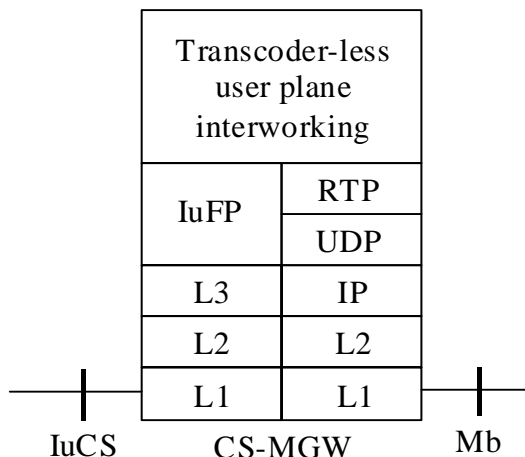 Transcoder-less
user plane
interworking
IuFP
RTP
UDP
L3
IP
L2
L2
L1
L1
IuCS
CS-MGW
Mb